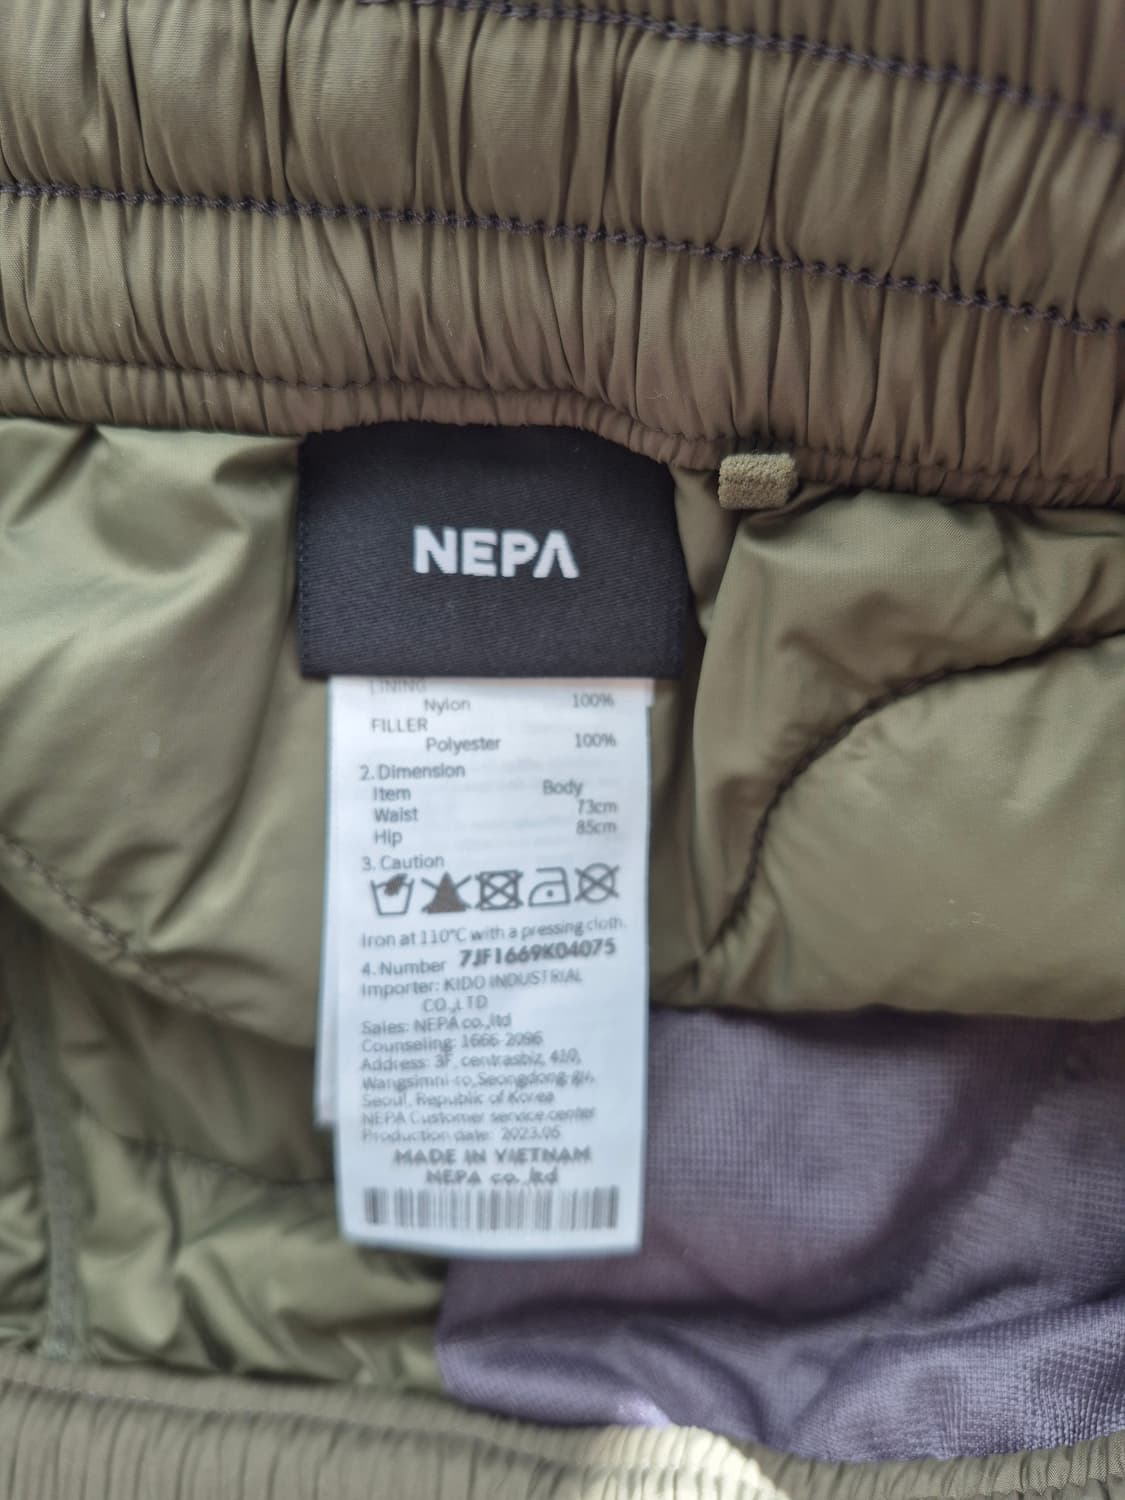 NEPA
LINING
Nylon 100%
FILLER
Polyester 100%
2.Dimension
Item Body
Waist 73cm
Hip 85cm
3.Caution
Iron at 110°C with a pressing cloth.
4.Number 7JF1669K04075
Importer: KIDO INDUSTRIAL
CO.,LTD
Sales: NEPA co.,ltd
Counseling: 1666-2096
Address: 3F, centrasbiz, 410,
Wangsimni-ro,Seongdong-gu,
Seoul, Republic of Korea
NEPA Customer service center
Production date: 2023.06
MADE IN VIETNAM
NEPA co.,ltd